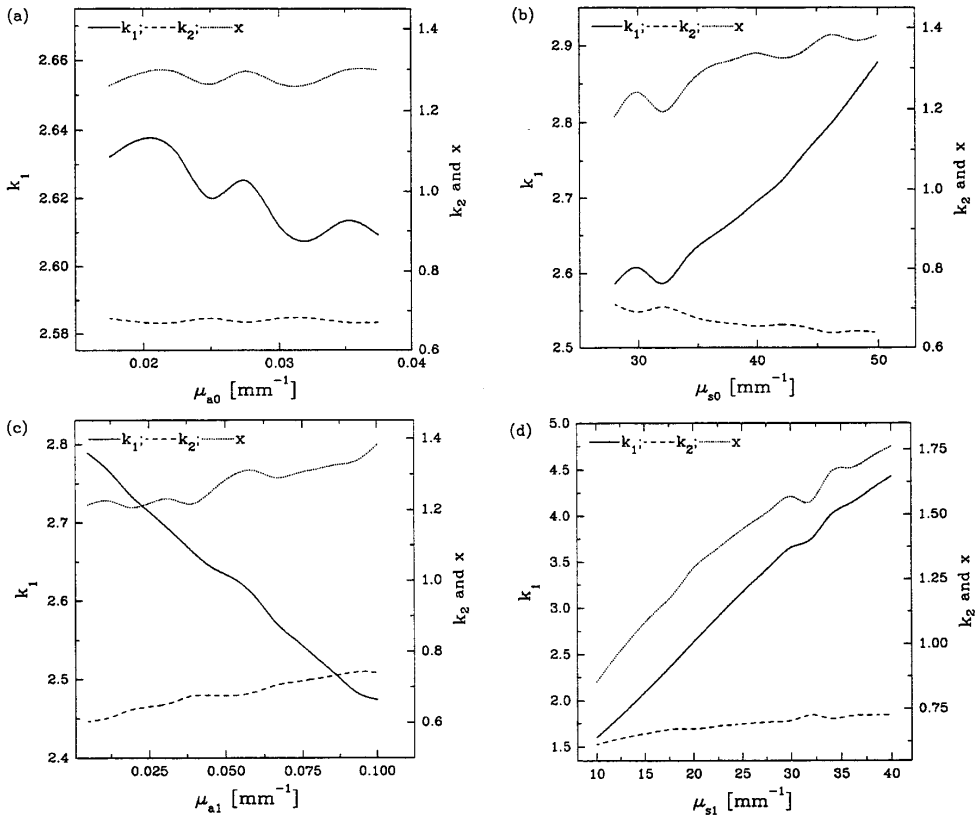 (a)
k₁; k₂; x
2.66
2.64
2.62
2.60
2.58
k₁
1.4
1.2
1.0
0.8
0.6
k₂ and x
0.02 0.03 0.04
μₐ₀ [mm⁻¹]
(b)
k₁; k₂; x
2.9
2.8
2.7
2.6
2.5
k₁
1.4
1.2
1.0
0.8
0.6
k₂ and x
30 40 50
μₛ₀ [mm⁻¹]
(c)
k₁; k₂; x
2.8
2.7
2.6
2.5
2.4
k₁
1.4
1.2
1.0
0.8
0.6
k₂ and x
0.025 0.050 0.075 0.100
μₐ₁ [mm⁻¹]
(d)
k₁; k₂; x
5.0
4.5
4.0
3.5
3.0
2.5
2.0
1.5
k₁
1.75
1.50
1.25
1.00
0.75
k₂ and x
10 15 20 25 30 35 40
μₛ₁ [mm⁻¹]